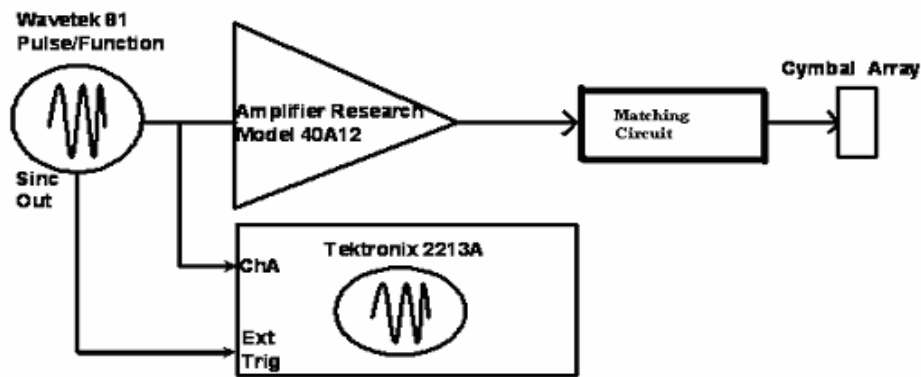 Wavetek 81
Pulse/Function
Cymbal Array
Amplifier Research
Model 40A12
Matching
Circuit
Sinc
Out
Tektronix 2213A
ChA
Ext
Trig